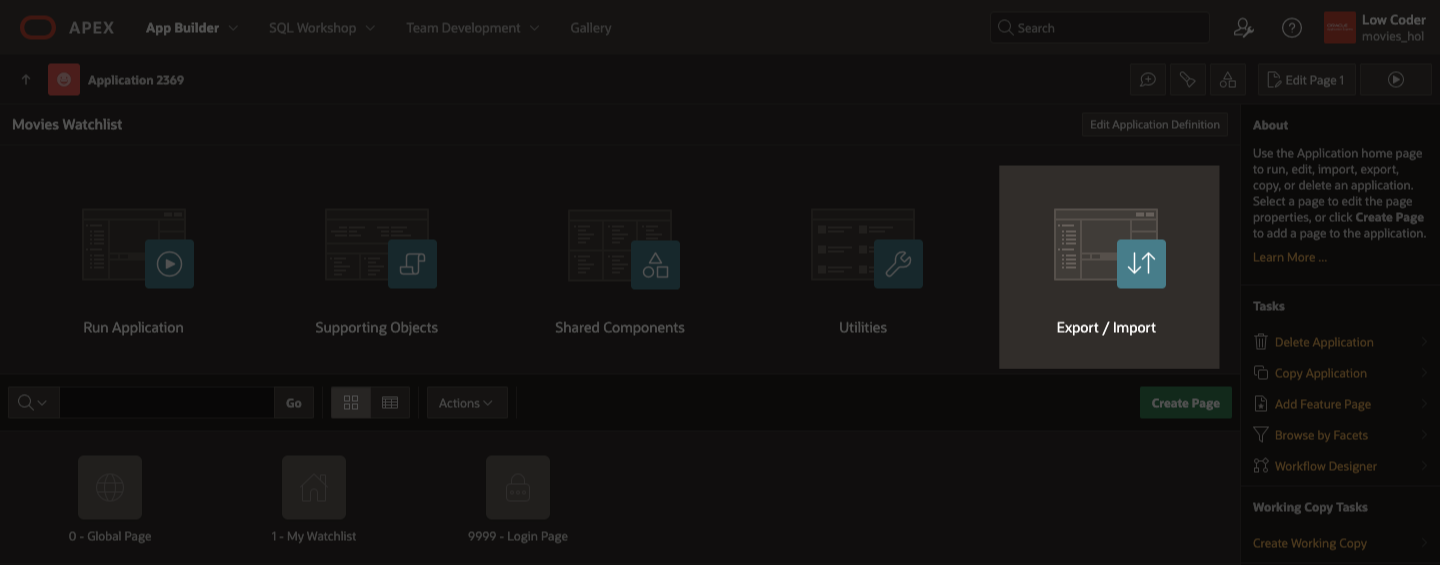 APEX
App Builder
SQL Workshop
Team Development
Gallery
Search
Low Coder
movies_hol
Application 2369
Edit Page 1
Movies Watchlist
Edit Application Definition
Run Application
Supporting Objects
Shared Components
Utilities
Export / Import
Go
Actions
Create Page
0 - Global Page
1 - My Watchlist
9999 - Login Page
About
Use the Application home page
to run, edit, import, export,
copy, or delete an application.
Select a page to edit the page
properties, or click Create Page
to add a page to the application.
Learn More ...
Tasks
Delete Application
Copy Application
Add Feature Page
Browse by Facets
Workflow Designer
Working Copy Tasks
Create Working Copy